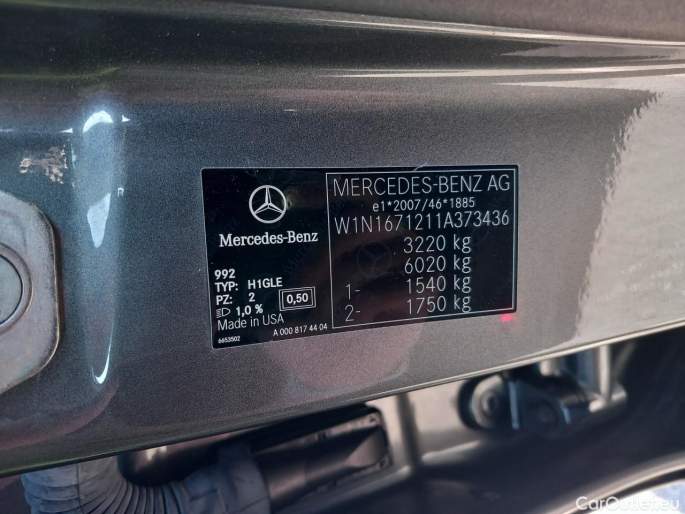 Mercedes-Benz
992
TYP: H1GLE
PZ: 2
1,0 % 0,50
Made in USA
6653502
A 000 817 44 04
MERCEDES-BENZ AG
e1*2007/46*1885
W1N1671211A373436
3220 kg
6020 kg
1- 1540 kg
2- 1750 kg
CarOutlet.eu